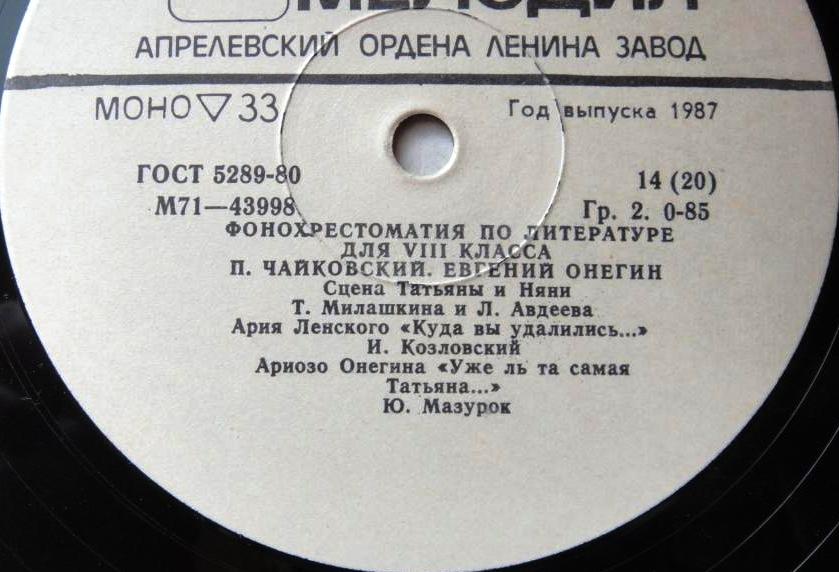 МЕЛОДИЯ
АПРЕЛЕВСКИЙ ОРДЕНА ЛЕНИНА ЗАВОД
МОНО ▽ 33
Год выпуска 1987
ГОСТ 5289-80
14 (20)
М71—43998
Гр. 2. 0-85
ФОНОХРЕСТОМАТИЯ ПО ЛИТЕРАТУРЕ
ДЛЯ VIII КЛАССА
П. ЧАЙКОВСКИЙ. ЕВГЕНИЙ ОНЕГИН
Сцена Татьяны и Няни
Т. Милашкина и Л. Авдеева
Ария Ленского «Куда вы удалились...»
И. Козловский
Ариозо Онегина «Уже ль та самая
Татьяна...»
Ю. Мазурок